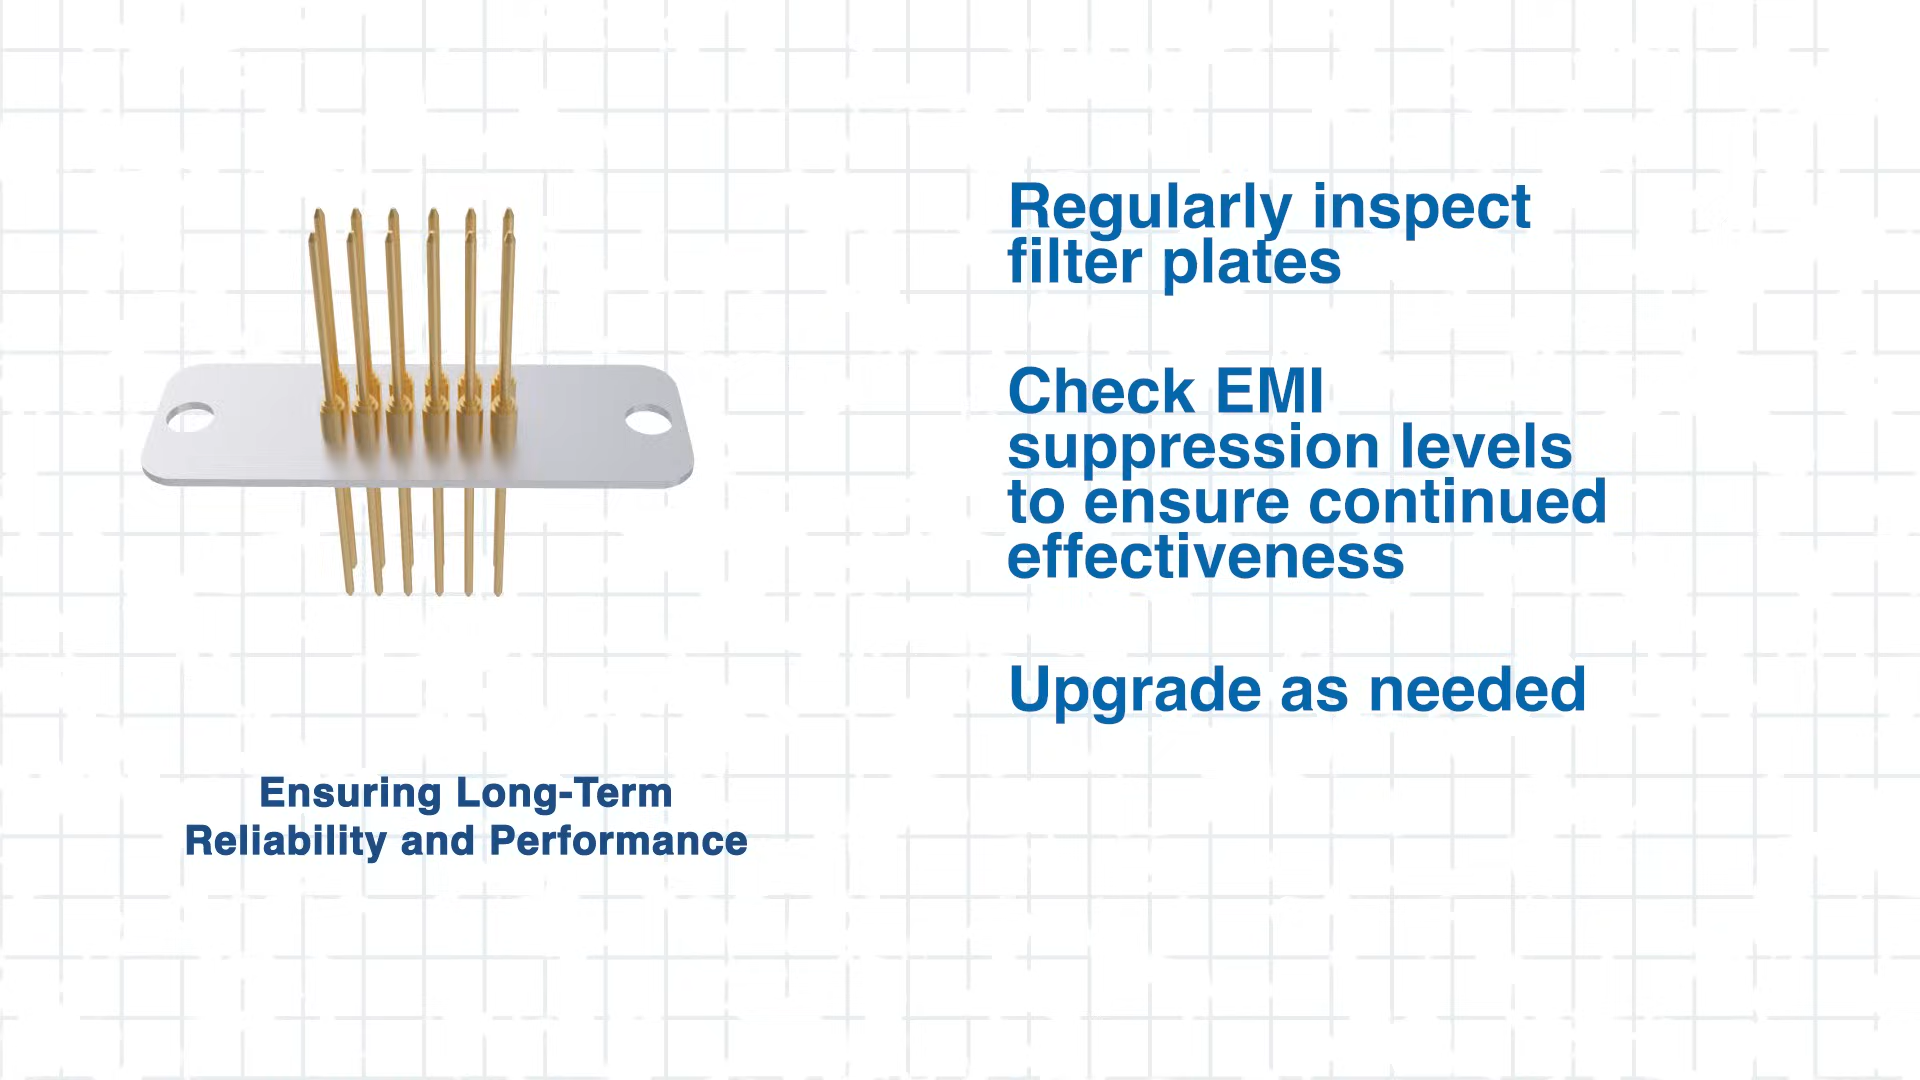 Regularly inspect
filter plates
Check EMI
suppression levels
to ensure continued
effectiveness
Upgrade as needed
Ensuring Long-Term
Reliability and Performance